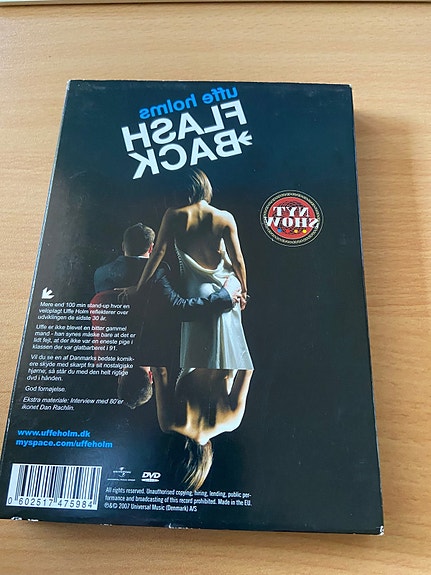 uffe holms
FLASH
BACK
NYT
SHOW
Mere end 100 min stand-up hvor en
veloplagt Uffe Holm reflekterer over
udviklingen de sidste 30 år.
Uffe er ikke blevet en bitter gammel
mand - han synes måske bare at det er
lidt fejl, at der ikke var en eneste pige i
klassen der var glatbarberet i 91.
Vil du se en af Danmarks bedste komik-
ere skyde med skarpt fra sit nostalgiske
hjørne; så står du med den helt rigtige
dvd i hånden.
God fornøjelse.
Ekstra materiale: Interview med 80'er
ikonet Dan Rachlin.
www.uffeholm.dk
myspace.com/uffeholm
0 602517 475984
UNIVERSAL
DVD
All rights reserved. Unauthorised copying, hiring, lending, public per-
formance and broadcasting of this record prohibited. Made in the EU.
℗&© 2007 Universal Music (Denmark) A/S